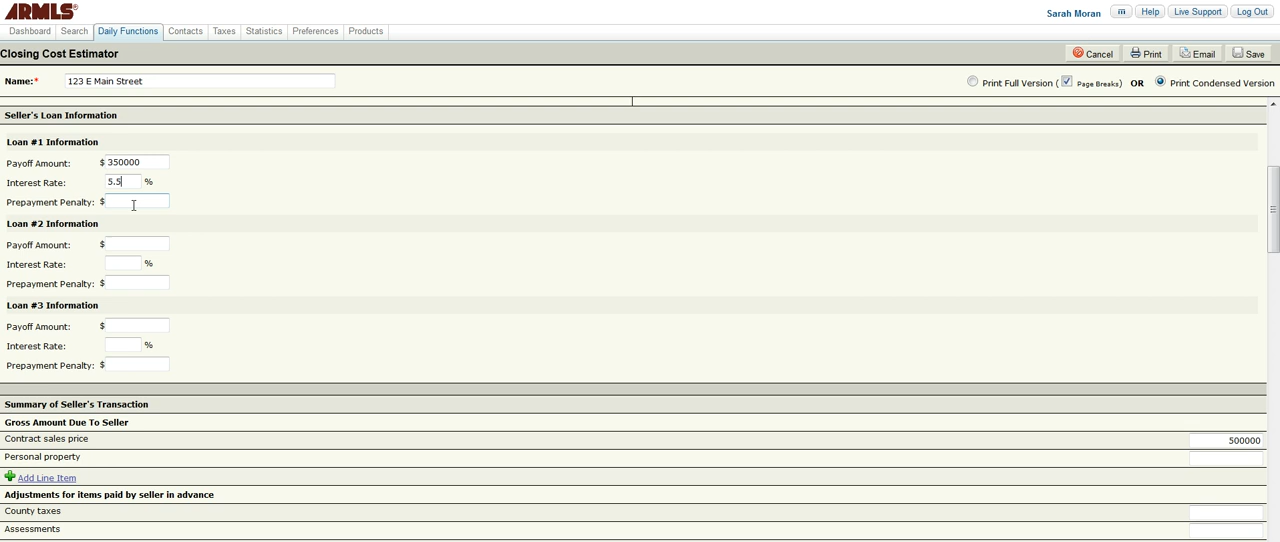 ARMLS®
Sarah Moran Help Live Support Log Out
Dashboard Search Daily Functions Contacts Taxes Statistics Preferences Products
Closing Cost Estimator Cancel Print Email Save
Name:* 123 E Main Street Print Full Version ( Page Breaks) OR Print Condensed Version
Seller's Loan Information
Loan #1 Information
Payoff Amount: $ 350000
Interest Rate: 5.5 %
Prepayment Penalty: $
Loan #2 Information
Payoff Amount: $
Interest Rate: %
Prepayment Penalty: $
Loan #3 Information
Payoff Amount: $
Interest Rate: %
Prepayment Penalty: $
Summary of Seller's Transaction
Gross Amount Due To Seller
Contract sales price 500000
Personal property
Add Line Item
Adjustments for items paid by seller in advance
County taxes
Assessments